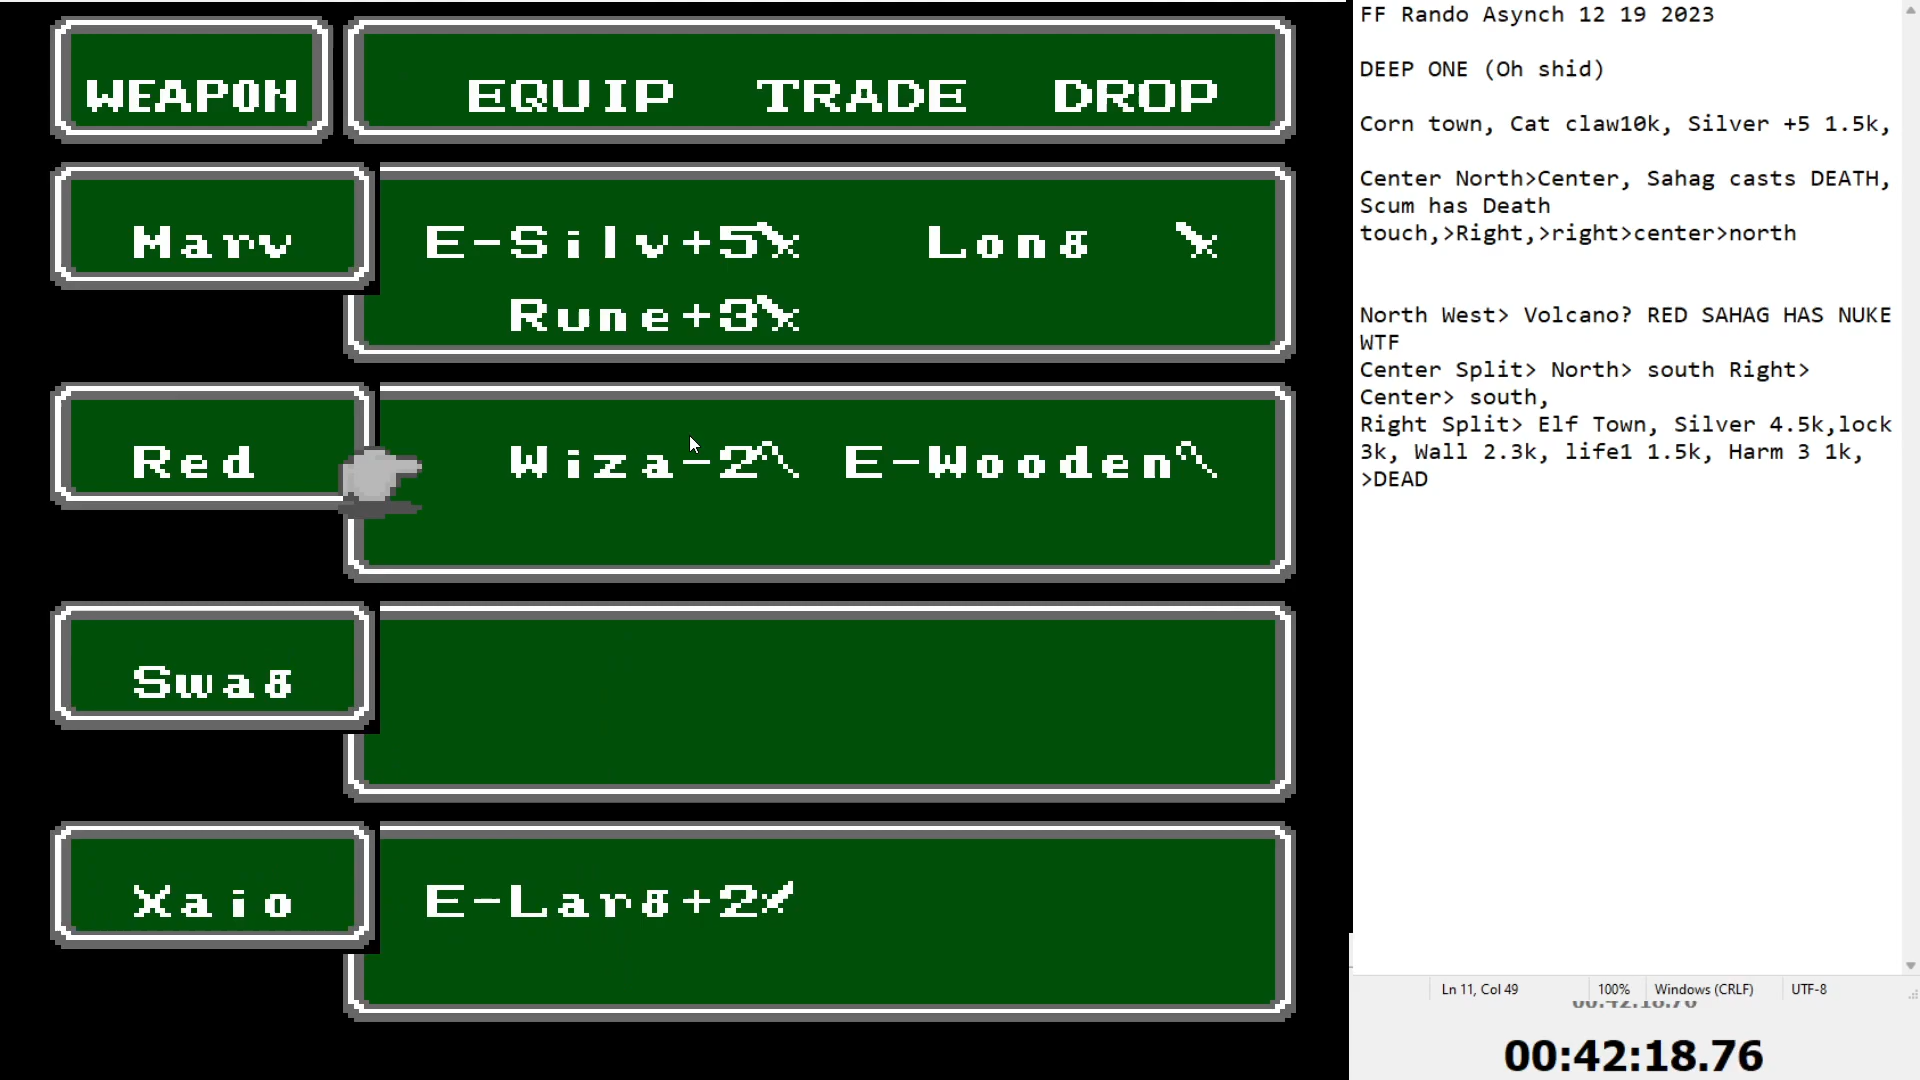 WEAPON
EQUIP TRADE DROP
Marv
E-Silv+5 Long
Rune+3
Red
Wiza-2 E-Wooden
Swag
Xaio
E-Larg+2
FF Rando Asynch 12 19 2023
DEEP ONE (Oh shid)
Corn town, Cat claw10k, Silver +5 1.5k,
Center North>Center, Sahag casts DEATH,
Scum has Death
touch,>Right,>right>center>north
North West> Volcano? RED SAHAG HAS NUKE
WTF
Center Split> North> south Right>
Center> south,
Right Split> Elf Town, Silver 4.5k,lock
3k, Wall 2.3k, life1 1.5k, Harm 3 1k,
>DEAD
Ln 11, Col 49 100% Windows (CRLF) UTF-8
00:42:18.76
00:42:18.76